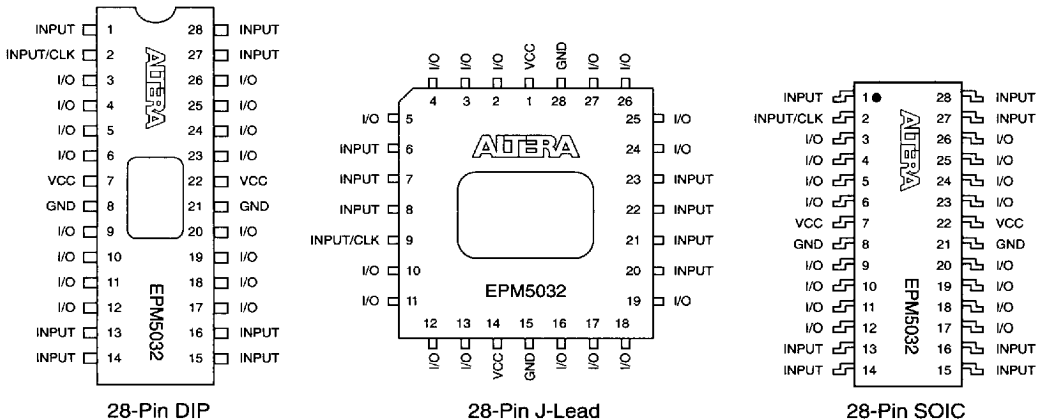 INPUT 1 28 INPUT
INPUT/CLK 2 27 INPUT
I/O 3 26 I/O
I/O 4 25 I/O
I/O 5 24 I/O
I/O 6 23 I/O
VCC 7 22 VCC
GND 8 21 GND
I/O 9 20 I/O
I/O 10 19 I/O
I/O 11 18 I/O
I/O 12 17 I/O
INPUT 13 16 INPUT
INPUT 14 15 INPUT
ALTERA
EPM5032
28-Pin DIP
I/O I/O I/O VCC GND I/O I/O
4 3 2 1 28 27 26
I/O 5 25 I/O
INPUT 6 24 I/O
INPUT 7 23 INPUT
INPUT 8 22 INPUT
INPUT/CLK 9 21 INPUT
I/O 10 20 INPUT
I/O 11 19 I/O
ALTERA
EPM5032
12 13 14 15 16 17 18
I/O I/O VCC GND I/O I/O I/O
28-Pin J-Lead
INPUT 1 28 INPUT
INPUT/CLK 2 27 INPUT
I/O 3 26 I/O
I/O 4 25 I/O
I/O 5 24 I/O
I/O 6 23 I/O
VCC 7 22 VCC
GND 8 21 GND
I/O 9 20 I/O
I/O 10 19 I/O
I/O 11 18 I/O
I/O 12 17 I/O
INPUT 13 16 INPUT
INPUT 14 15 INPUT
ALTERA
EPM5032
28-Pin SOIC